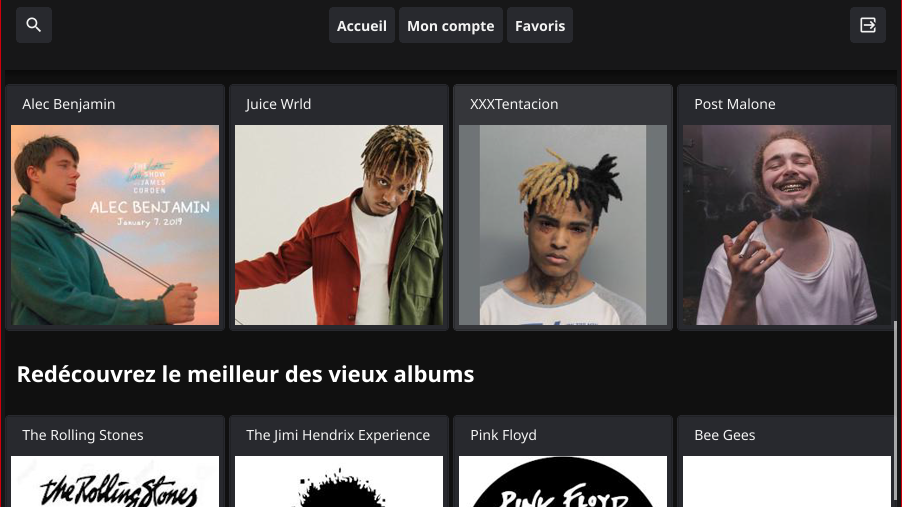 Accueil Mon compte Favoris
Alec Benjamin
Juice Wrld
XXXTentacion
Post Malone
THE
SHOW
JAMES
CORDEN
ALEC BENJAMIN
January 7, 2019
Redécouvrez le meilleur des vieux albums
The Rolling Stones
The Jimi Hendrix Experience
Pink Floyd
Bee Gees
the Rolling Stones
PINK FLOYD